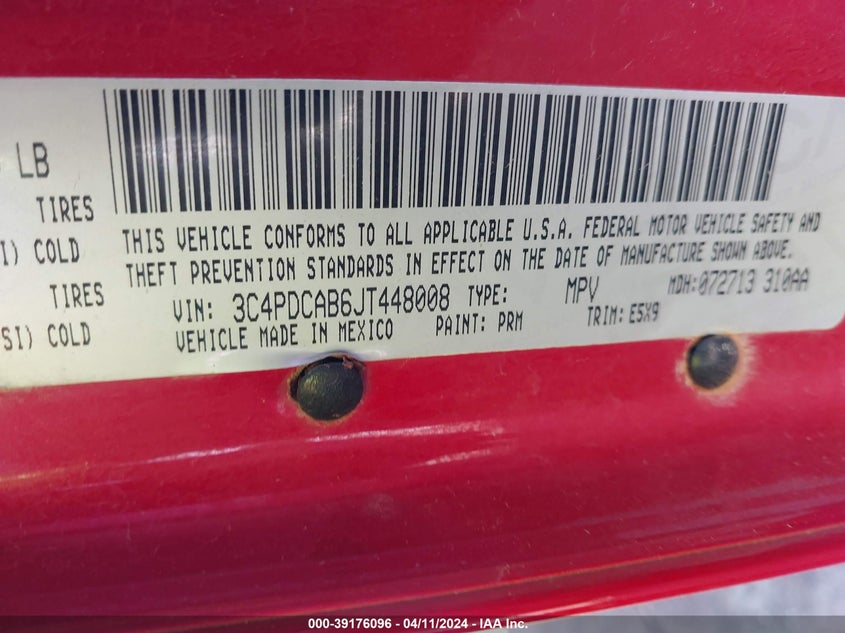 LB
TIRES
I) COLD
TIRES
SI) COLD
THIS VEHICLE CONFORMS TO ALL APPLICABLE U.S.A. FEDERAL MOTOR VEHICLE SAFETY AND
THEFT PREVENTION STANDARDS IN EFFECT ON THE DATE OF MANUFACTURE SHOWN ABOVE.
VIN: 3C4PDCAB6JT448008 TYPE: MPV MDH:072713 310AA
VEHICLE MADE IN MEXICO PAINT: PRM TRIM: E5X9
000-39176096 - 04/11/2024 - IAA Inc.